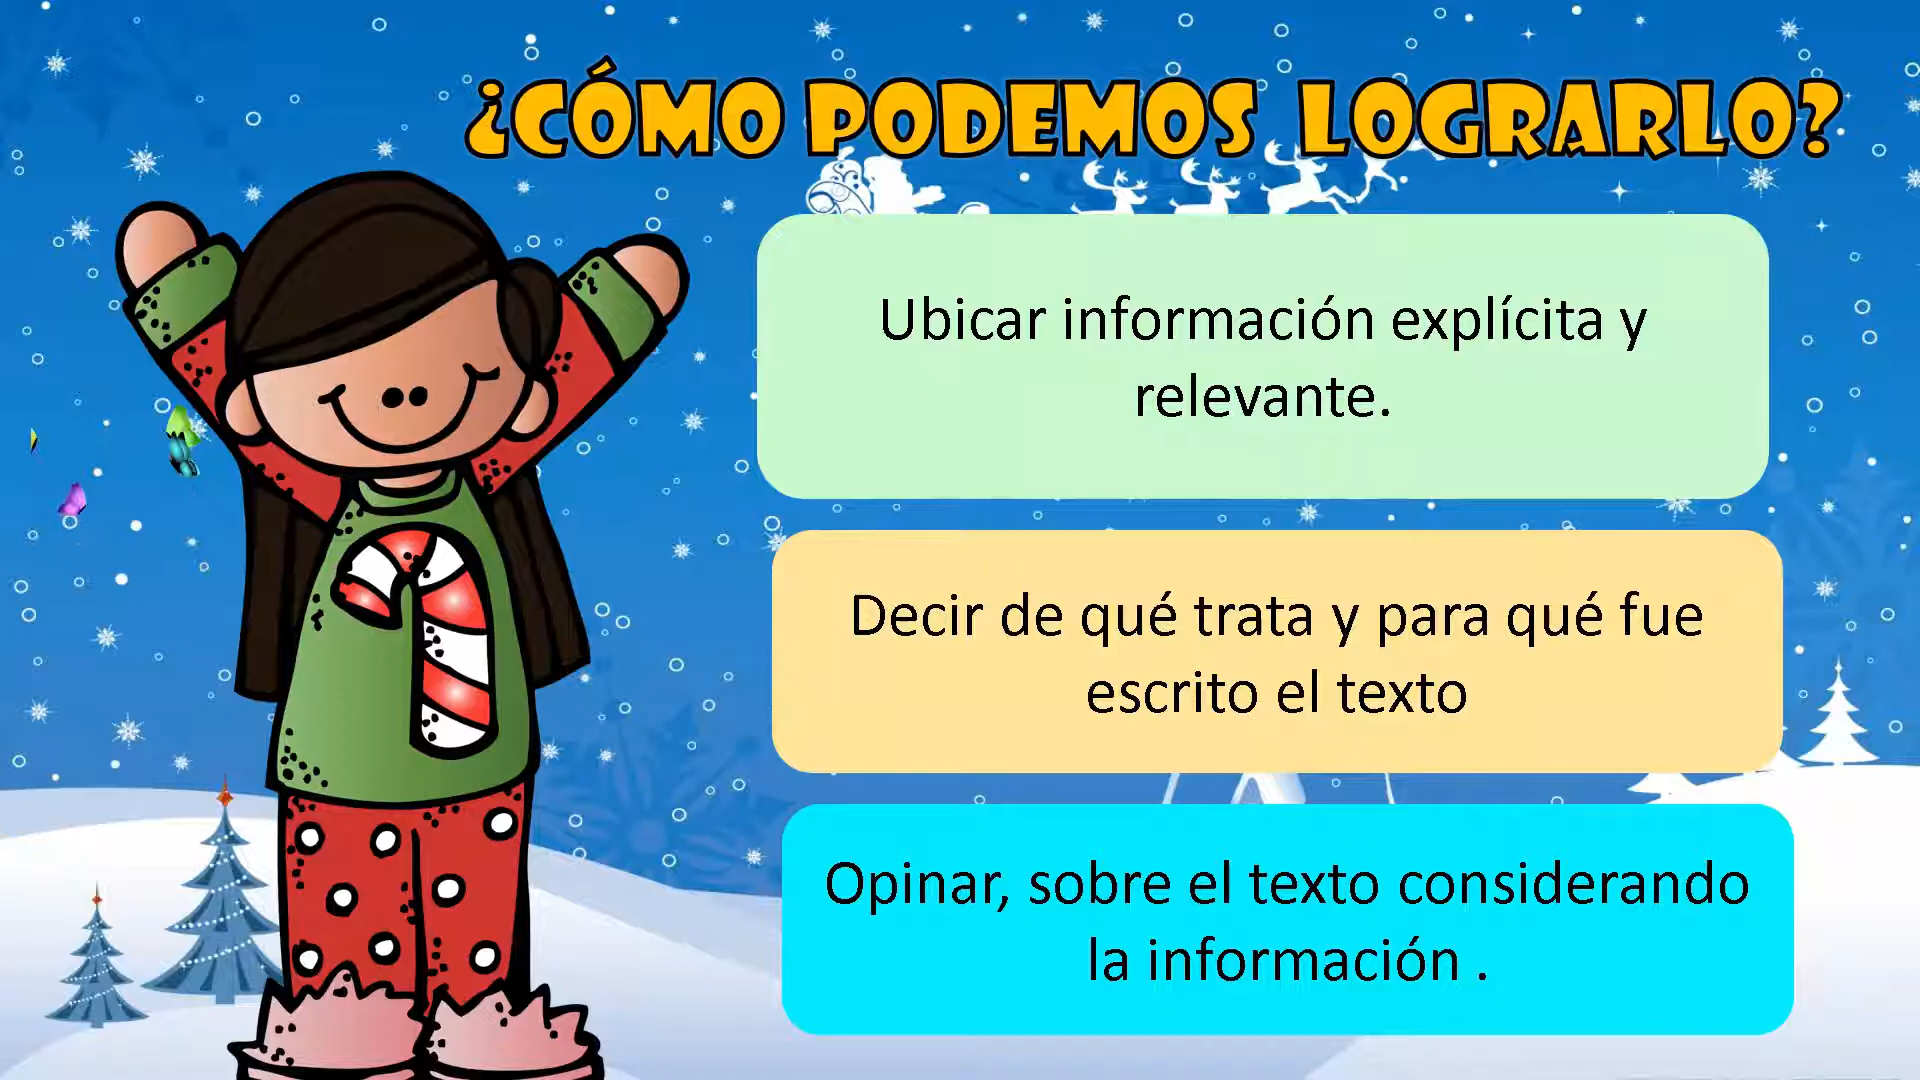 ¿CÓMO PODEMOS LOGRARLO?
Ubicar información explícita y
relevante.
Decir de qué trata y para qué fue
escrito el texto
Opinar, sobre el texto considerando
la información .